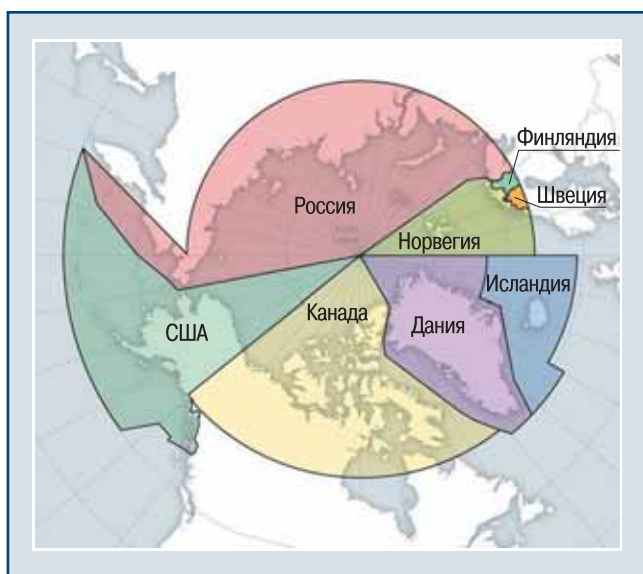 Финляндия
Швеция
Россия
Норвегия
Исландия
Канада
Дания
США